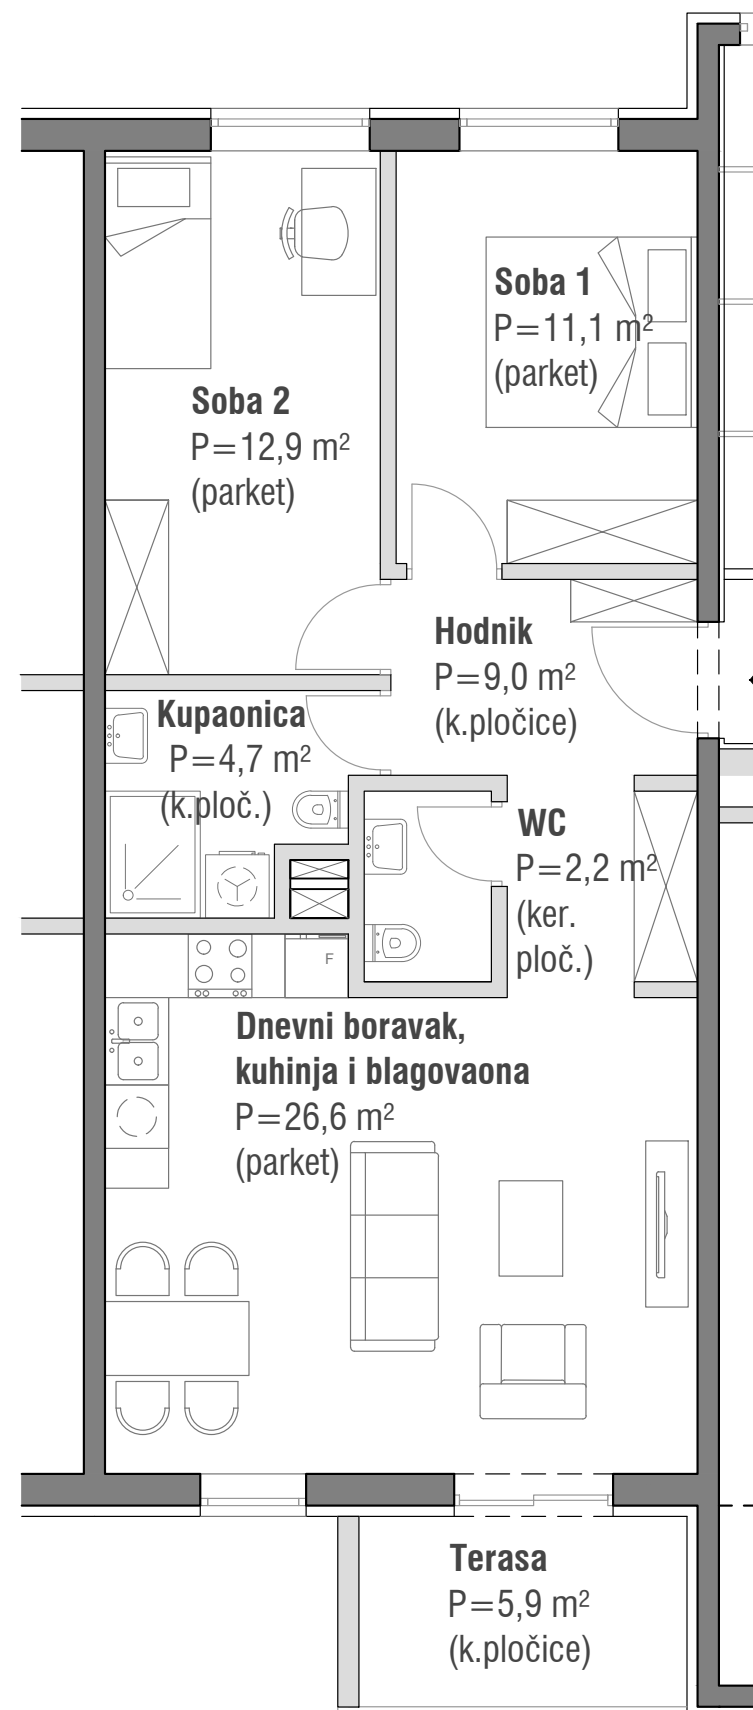 Soba 1
P=11,1 m²
(parket)
Soba 2
P=12,9 m²
(parket)
Hodnik
P=9,0 m²
(k.pločice)
Kupaonica
P=4,7 m²
(k.ploč.)
WC
P=2,2 m²
(ker.
ploč.)
F
Dnevni boravak,
kuhinja i blagovaona
P=26,6 m²
(parket)
Terasa
P=5,9 m²
(k.pločice)